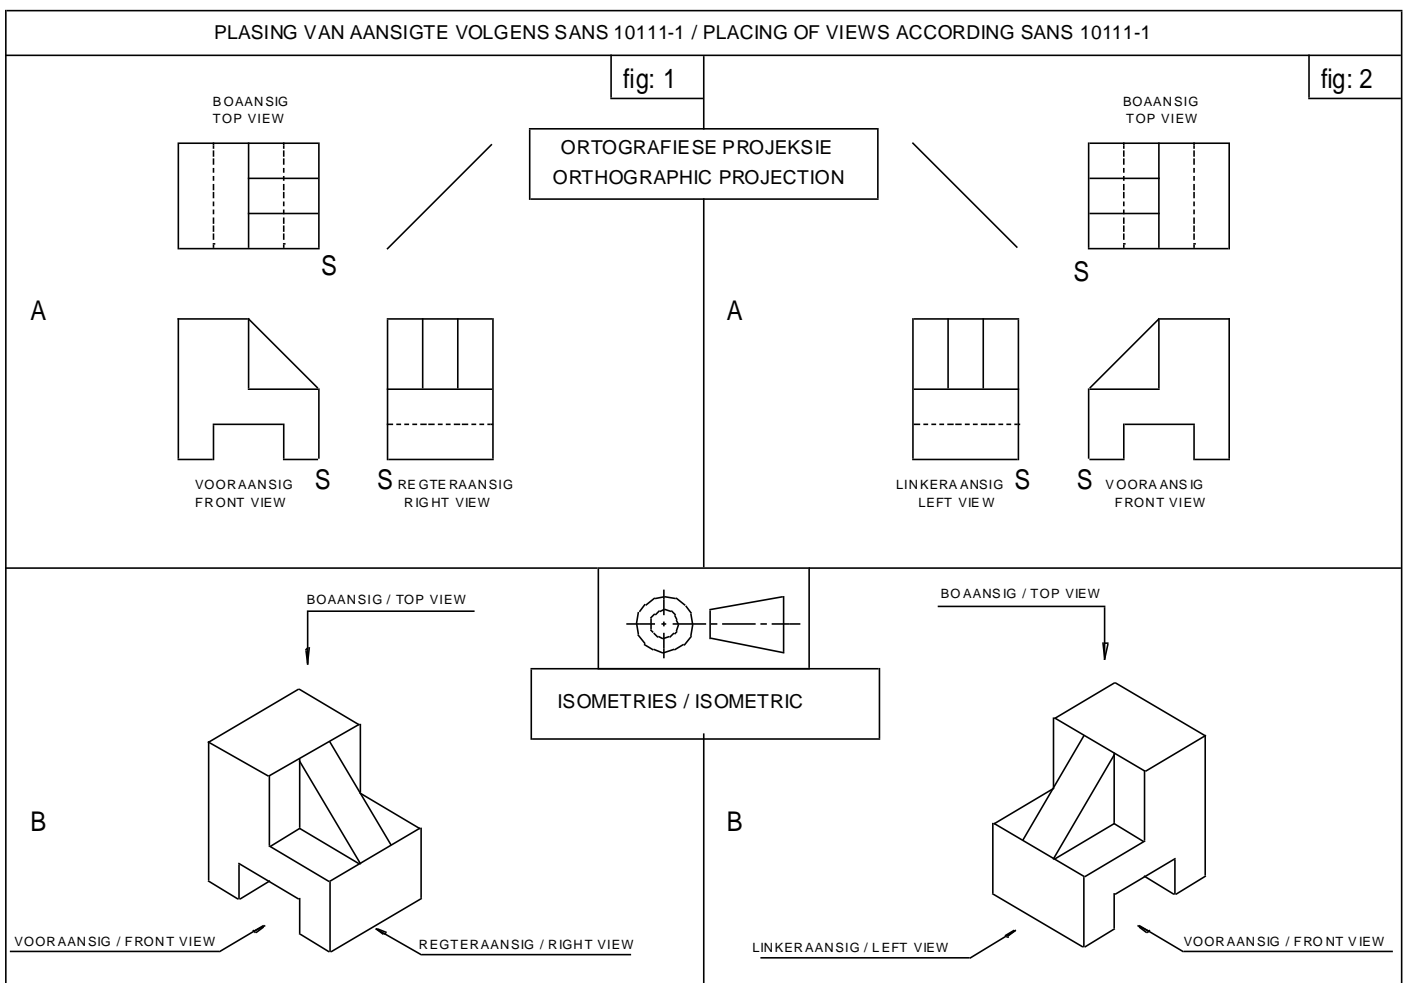 PLASING VAN AANSIGTE VOLGENS SANS 10111-1 / PLACING OF VIEWS ACCORDING SANS 10111-1
fig: 1
fig: 2
BOAANSIG
TOP VIEW
BOAANSIG
TOP VIEW
ORTOGRAFIESE PROJEKSIE
ORTHOGRAPHIC PROJECTION
S
S
A
A
VOORAANSIG
FRONT VIEW
S
S
REGTERAANSIG
RIGHT VIEW
LINKERAANSIG
LEFT VIEW
S
S
VOORAANSIG
FRONT VIEW
BOAANSIG / TOP VIEW
BOAANSIG / TOP VIEW
ISOMETRIES / ISOMETRIC
B
B
VOORAANSIG / FRONT VIEW
REGTERAANSIG / RIGHT VIEW
LINKERAANSIG / LEFT VIEW
VOORAANSIG / FRONT VIEW